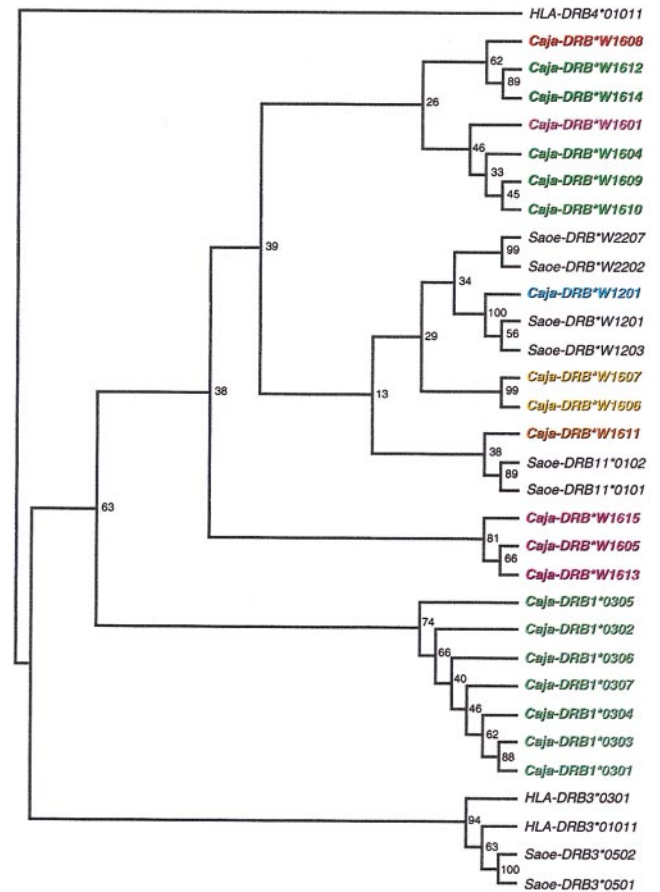 HLA-DRB4*01011
Caja-DRB*W1608
62
Caja-DRB*W1612
89
Caja-DRB*W1614
26
Caja-DRB*W1601
46
Caja-DRB*W1604
33
Caja-DRB*W1609
45
Caja-DRB*W1610
39
Saoe-DRB*W2207
99
Saoe-DRB*W2202
34
Caja-DRB*W1201
100
Saoe-DRB*W1201
56
Saoe-DRB*W1203
29
Caja-DRB*W1607
99
Caja-DRB*W1606
13
38
Caja-DRB*W1611
38
Saoe-DRB11*0102
89
Saoe-DRB11*0101
63
Caja-DRB*W1615
81
Caja-DRB*W1605
66
Caja-DRB*W1613
Caja-DRB1*0305
74
Caja-DRB1*0302
66
Caja-DRB1*0306
40
Caja-DRB1*0307
46
Caja-DRB1*0304
62
Caja-DRB1*0303
88
Caja-DRB1*0301
HLA-DRB3*0301
94
HLA-DRB3*01011
63
Saoe-DRB3*0502
100
Saoe-DRB3*0501